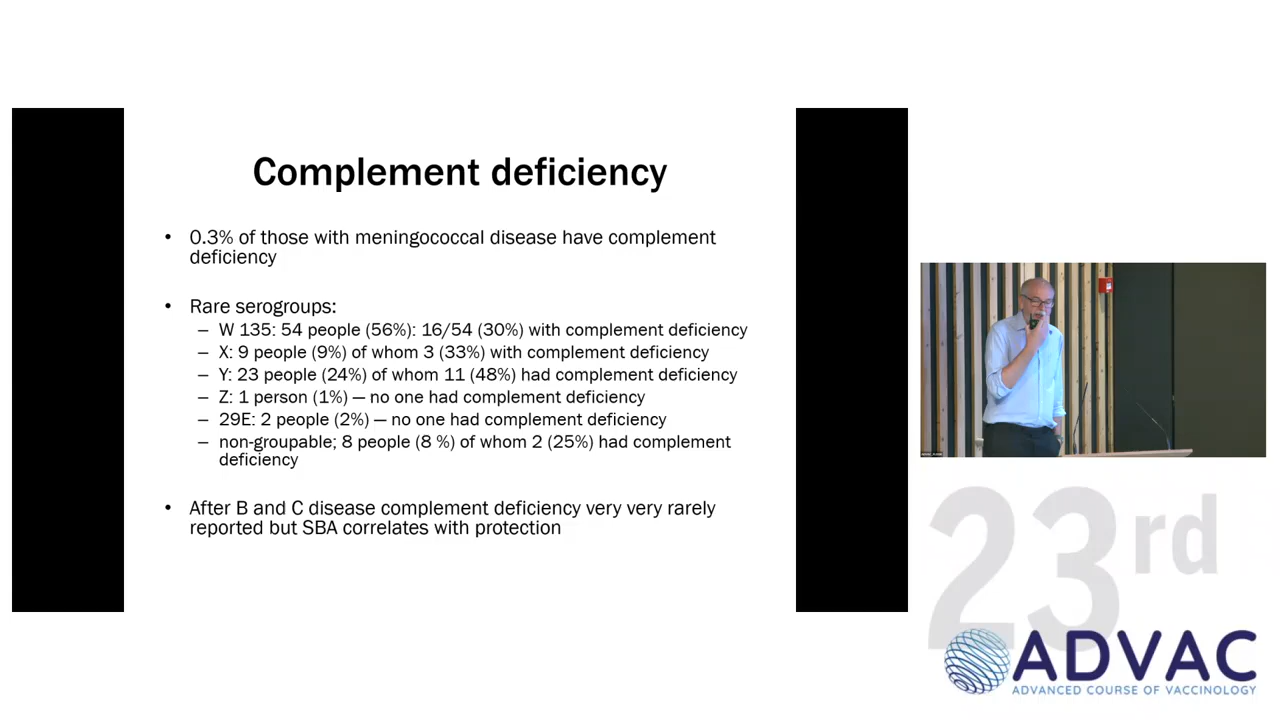 Complement deficiency
• 0.3% of those with meningococcal disease have complement
deficiency
• Rare serogroups:
– W 135: 54 people (56%): 16/54 (30%) with complement deficiency
– X: 9 people (9%) of whom 3 (33%) with complement deficiency
– Y: 23 people (24%) of whom 11 (48%) had complement deficiency
– Z: 1 person (1%) — no one had complement deficiency
– 29E: 2 people (2%) — no one had complement deficiency
– non-groupable; 8 people (8 %) of whom 2 (25%) had complement
deficiency
• After B and C disease complement deficiency very very rarely
reported but SBA correlates with protection
23rd
ADVAC
ADVANCED COURSE OF VACCINOLOGY